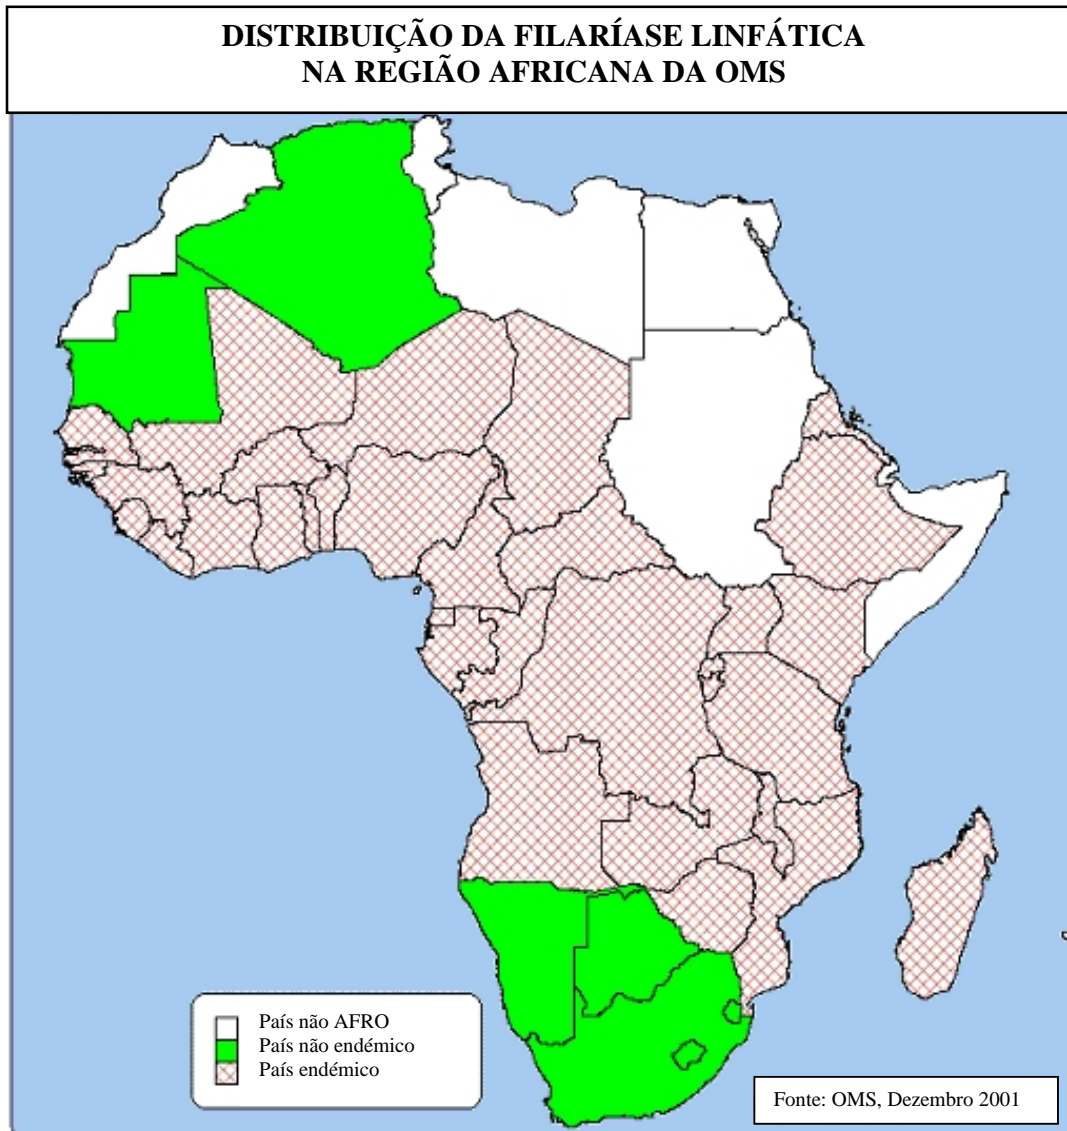 DISTRIBUIÇÃO DA FILARÍASE LINFÁTICA
NA REGIÃO AFRICANA DA OMS
País não AFRO
País não endémico
País endémico
Fonte: OMS, Dezembro 2001